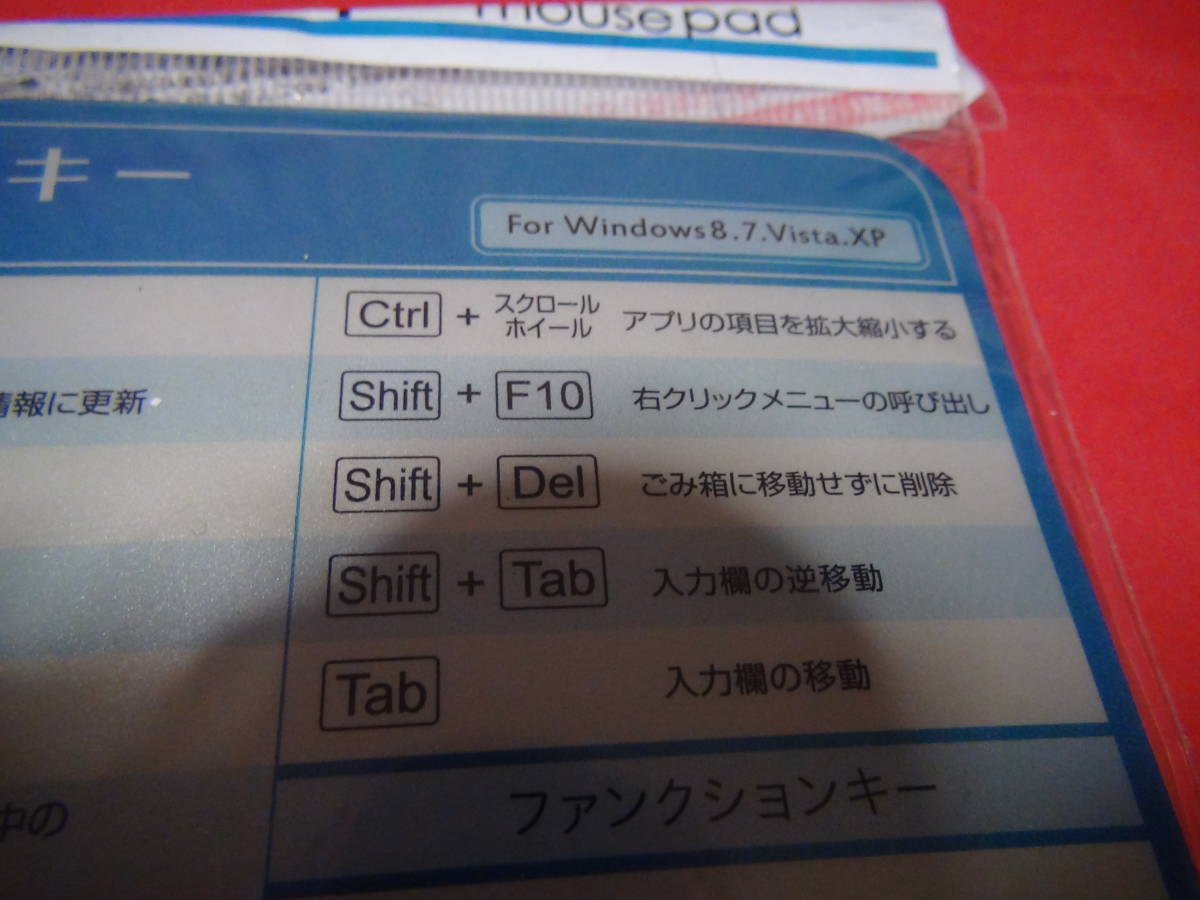 mouse pad
キー
For Windows8.7.Vista.XP
Ctrl + スクロールホイール アプリの項目を拡大縮小する
情報に更新
Shift + F10 右クリックメニューの呼び出し
Shift + Del ごみ箱に移動せずに削除
Shift + Tab 入力欄の逆移動
Tab 入力欄の移動
中の
ファンクションキー